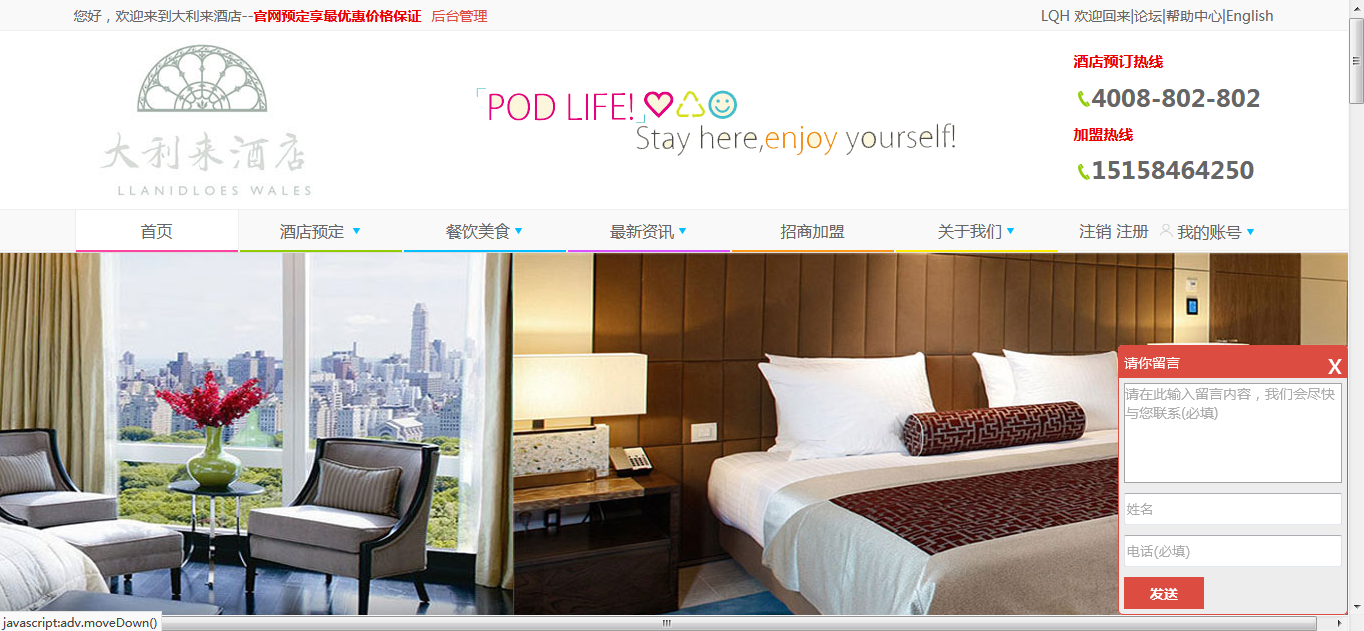 您好，欢迎来到大利来酒店--官网预定享最优惠价格保证 后台管理
LQH 欢迎回来|论坛|帮助中心|English
大利来酒店
LLANIDLOES WALES
POD LIFE!
Stay here,enjoy yourself!
酒店预订热线
4008-802-802
加盟热线
15158464250
首页 酒店预定 餐饮美食 最新资讯 招商加盟 关于我们 注销 注册 我的账号
请你留言 X
请在此输入留言内容，我们会尽快
与您联系(必填)
姓名
电话(必填)
发送
javascript:adv.moveDown()